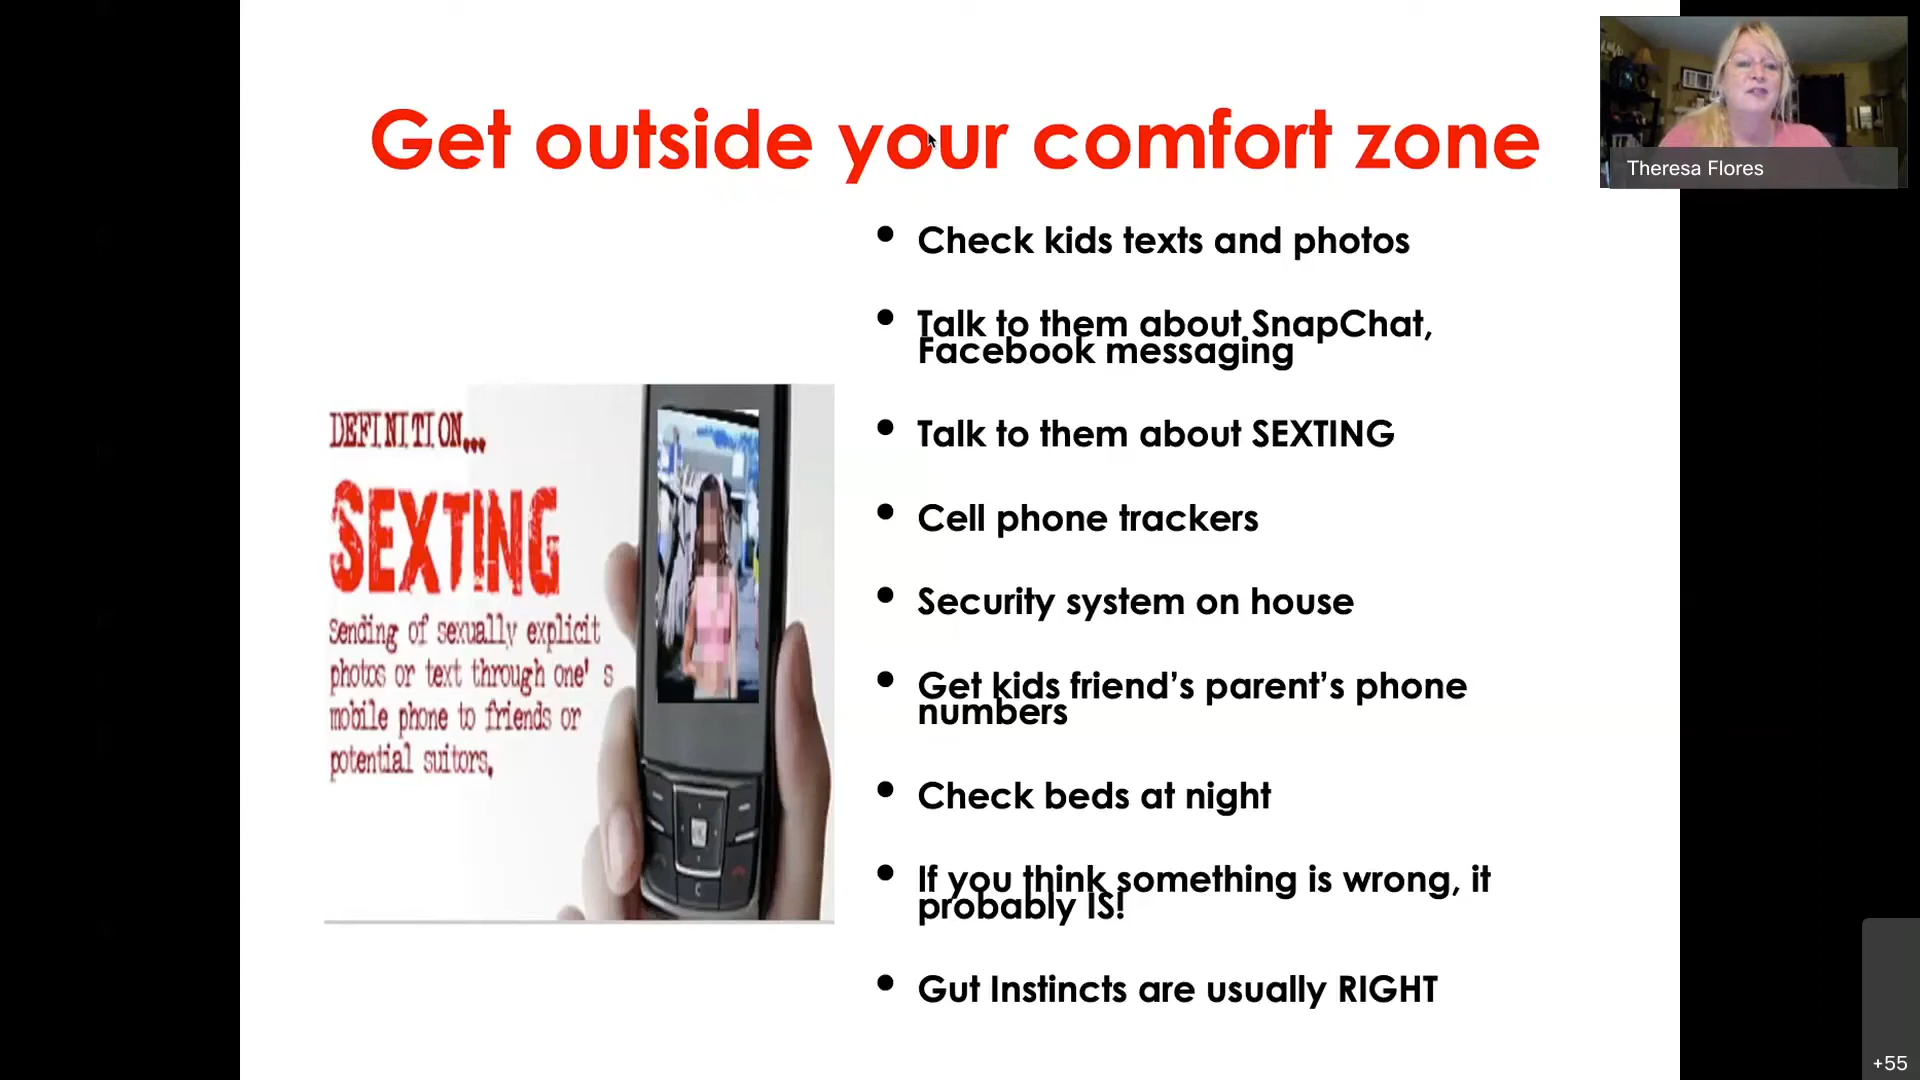 Get outside your comfort zone
Theresa Flores
• Check kids texts and photos
• Talk to them about SnapChat,
Facebook messaging
• Talk to them about SEXTING
• Cell phone trackers
• Security system on house
• Get kids friend’s parent’s phone
numbers
• Check beds at night
• If you think something is wrong, it
probably IS!
• Gut Instincts are usually RIGHT
DEFINITION...
SEXTING
Sending of sexually explicit
photos or text through one’ s
mobile phone to friends or
potential suitors.
OK
C
+55